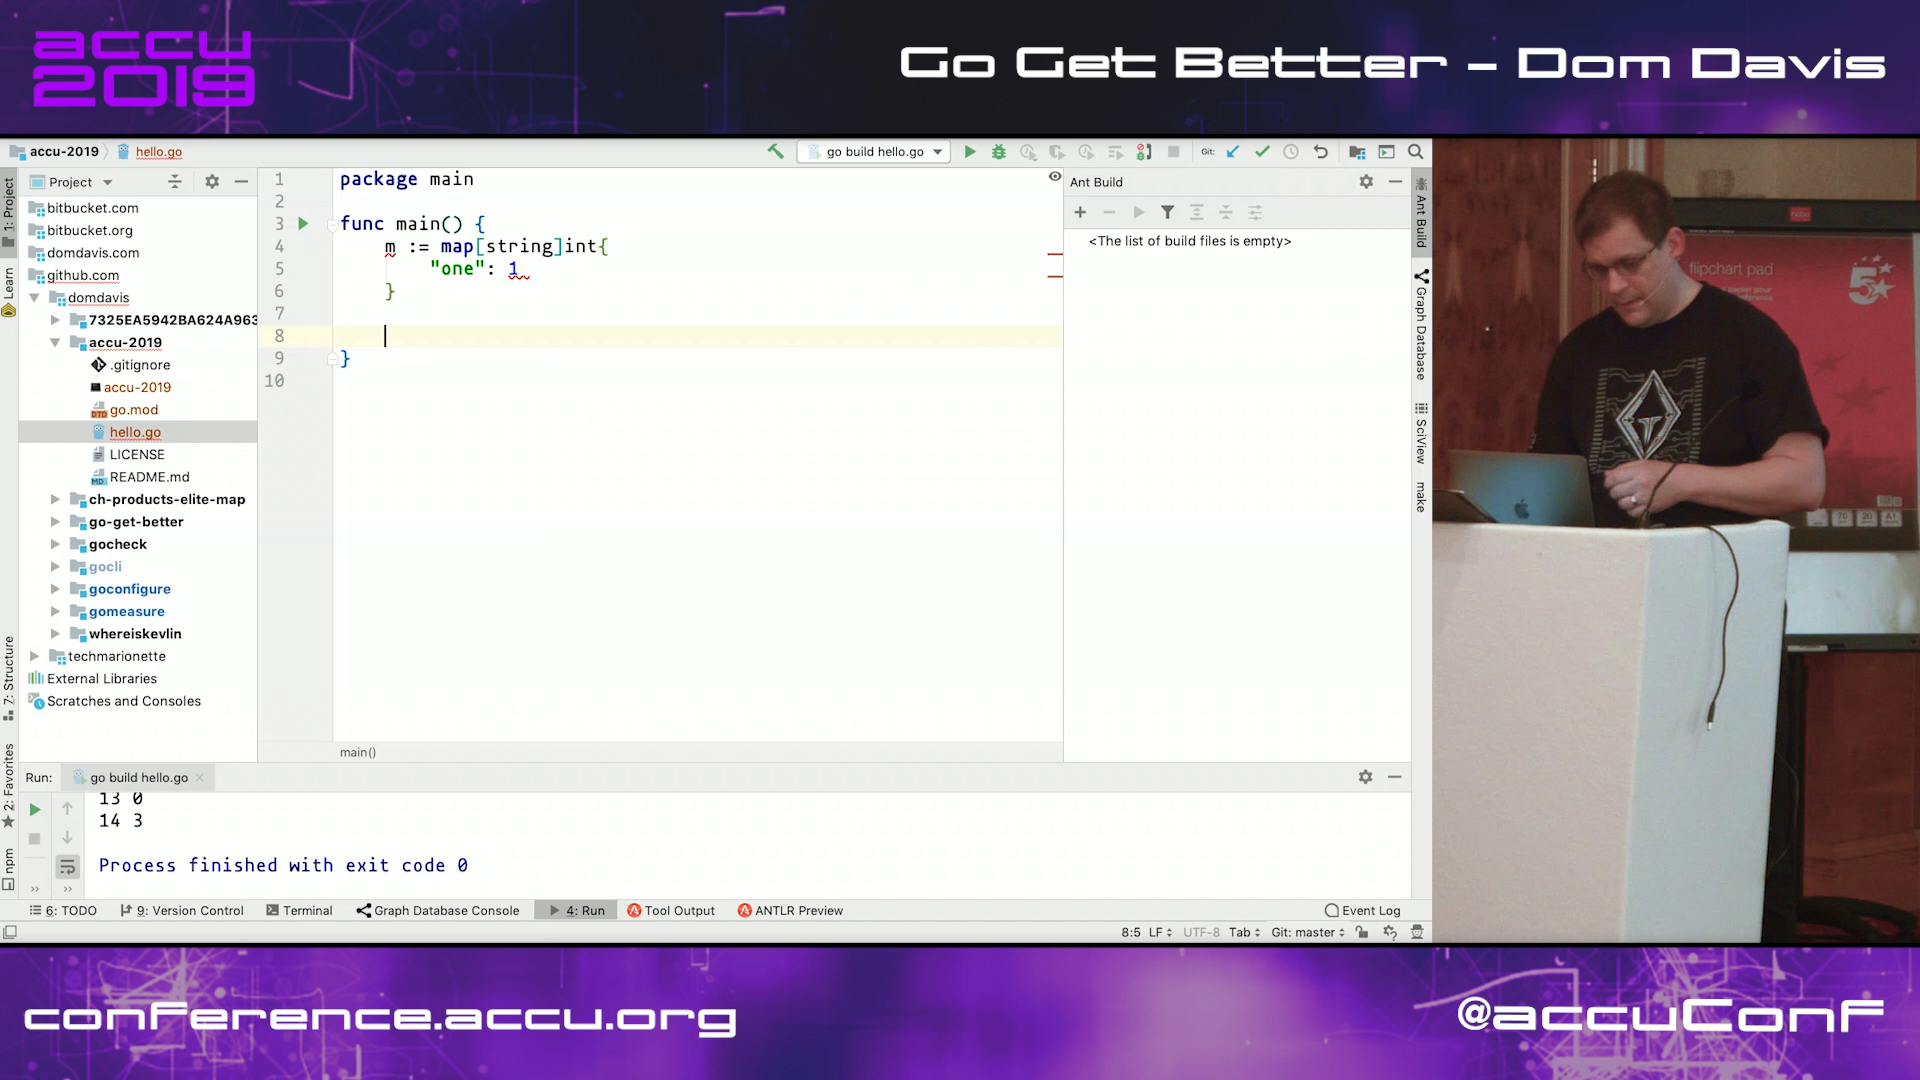 accu
2019
Go Get Better – Dom Davis
accu-2019
hello.go
go build hello.go
Git:
1: Project
Learn
7: Structure
2: Favorites
npm
Project
bitbucket.com
bitbucket.org
domdavis.com
github.com
domdavis
7325EA5942BA624A963
accu-2019
.gitignore
accu-2019
go.mod
hello.go
LICENSE
README.md
ch-products-elite-map
go-get-better
gocheck
gocli
goconfigure
gomeasure
whereiskevlin
techmarionette
External Libraries
Scratches and Consoles
1 package main
2
3 func main() {
4 m := map[string]int{
5 "one": 1
6 }
7
8
9 }
10
main()
Ant Build
<The list of build files is empty>
Ant Build
Graph Database
SciView
make
nobo
flipchart pad
5
Run:
go build hello.go
13 0
14 3
Process finished with exit code 0
6: TODO
9: Version Control
Terminal
Graph Database Console
4: Run
Tool Output
ANTLR Preview
Event Log
8:5 LF UTF-8 Tab Git: master
conference.accu.org
@accuConf